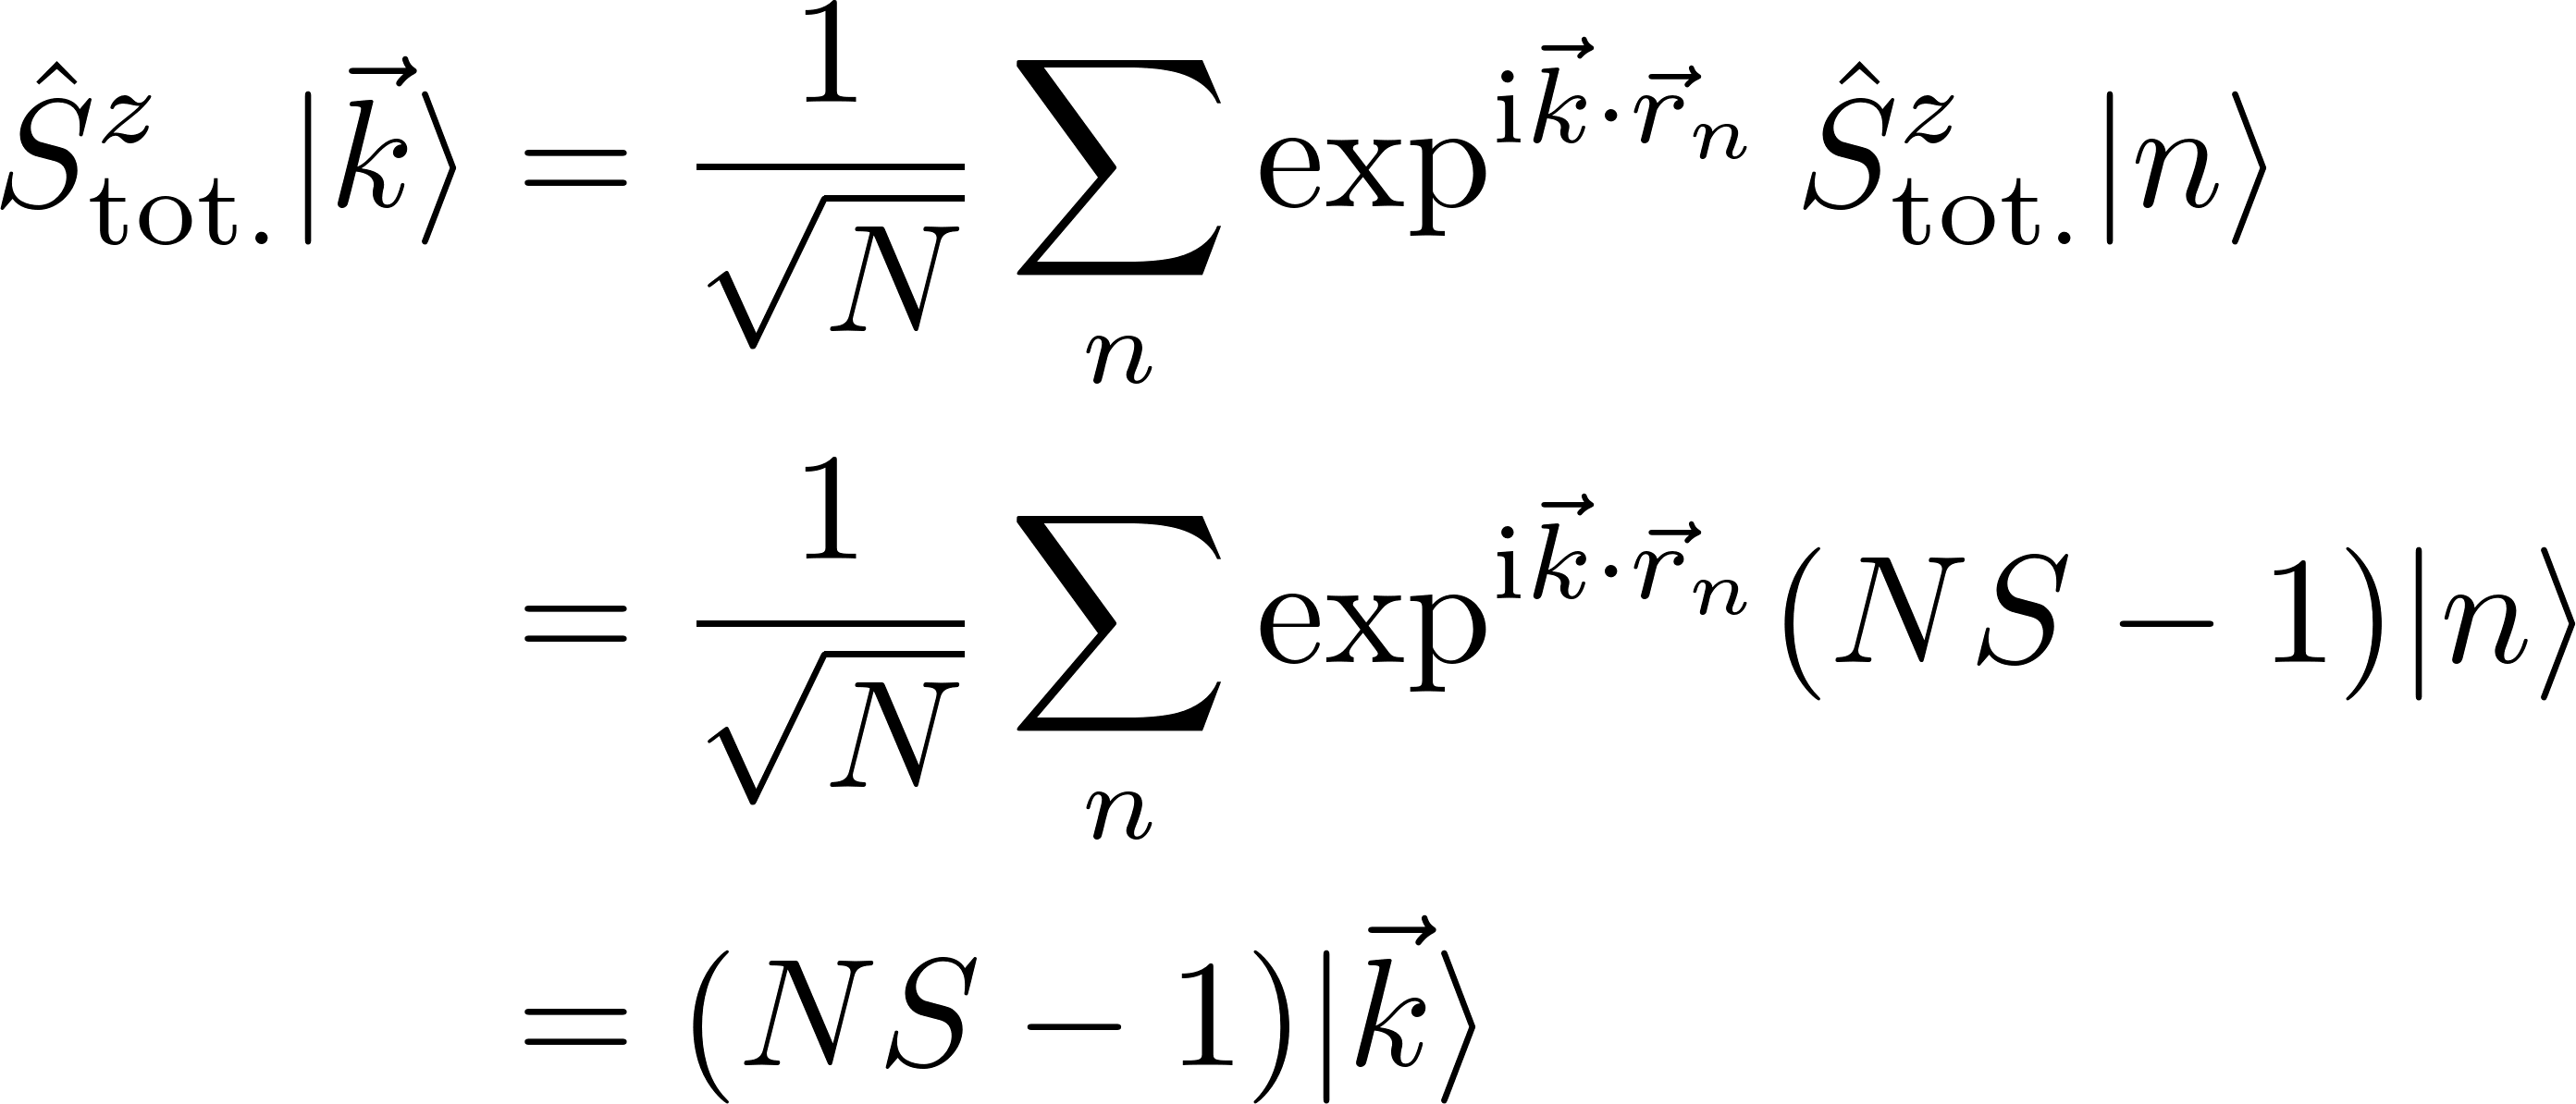 $\hat{S}^z_{\text{tot.}}|\vec{k}\rangle = \frac{1}{\sqrt{N}} \sum_n \exp^{\mathrm{i}\vec{k}\cdot\vec{r}_n} \hat{S}^z_{\text{tot.}}|n\rangle$
$= \frac{1}{\sqrt{N}} \sum_n \exp^{\mathrm{i}\vec{k}\cdot\vec{r}_n} (NS - 1)|n\rangle$
$= (NS - 1)|\vec{k}\rangle$